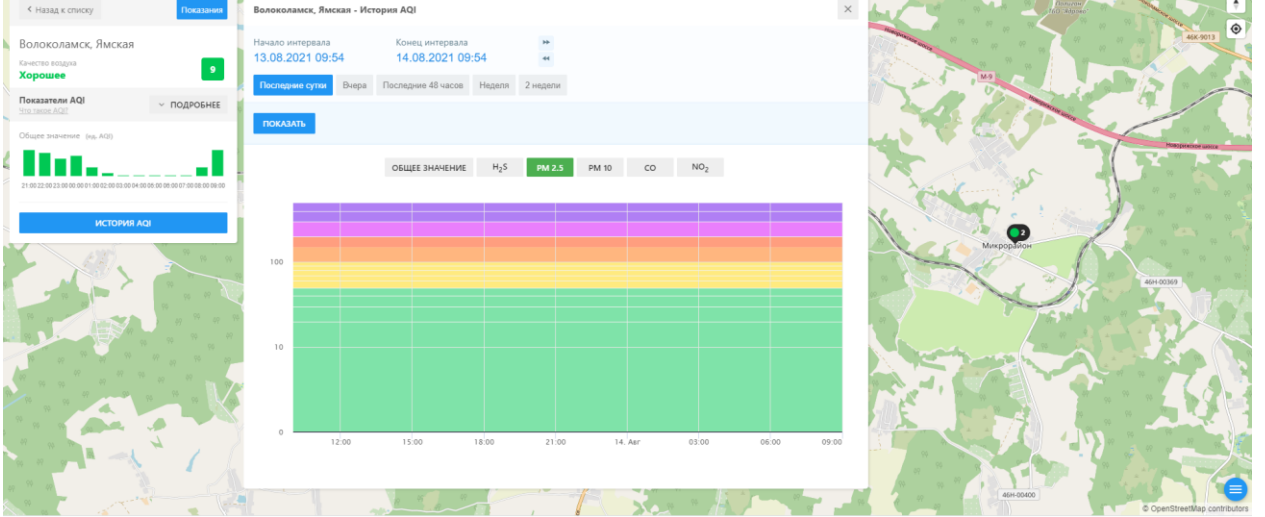 Назад к списку
Показания
Волоколамск, Ямская
Качество воздуха
Хорошее
9
Показатели AQI
Что такое AQI?
ПОДРОБНЕЕ
Общее значение (ед. AQI)
21:00 22:00 23:00 00:00 01:00 02:00 03:00 04:00 05:00 06:00 07:00 08:00 09:00
ИСТОРИЯ AQI
Волоколамск, Ямская - История AQI
Начало интервала
13.08.2021 09:54
Конец интервала
14.08.2021 09:54
Последние сутки
Вчера
Последние 48 часов
Неделя
2 недели
ПОКАЗАТЬ
ОБЩЕЕ ЗНАЧЕНИЕ
H2S
PM 2.5
PM 10
CO
NO2
100
10
0
12:00
15:00
18:00
21:00
14. Авг
03:00
06:00
09:00
46К-9013
М-9
Новорижское шоссе
2
Микрорайон
46Н-00369
46Н-00400
© OpenStreetMap contributors